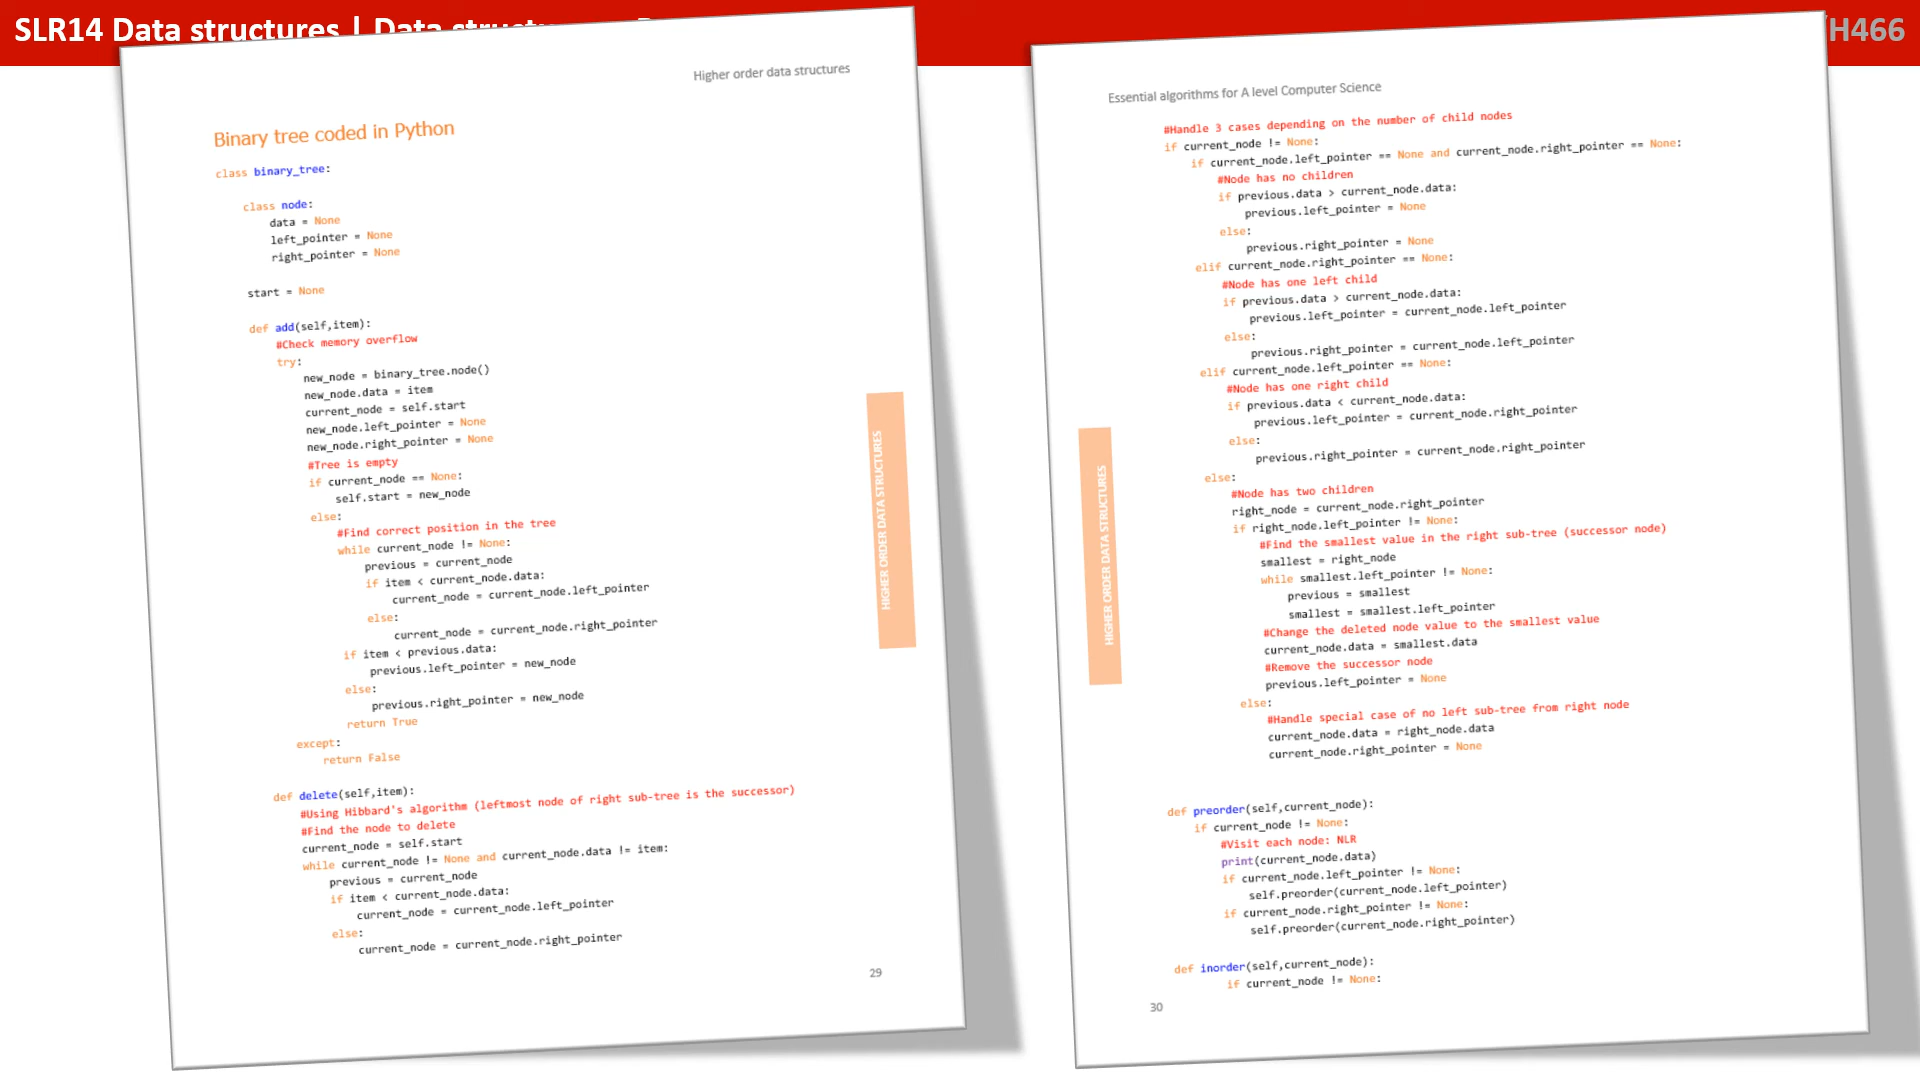 SLR14 Data structures | Data
H466
Higher order data structures
Binary tree coded in Python
class binary_tree:
class node:
data = None
left_pointer = None
right_pointer = None
start = None
def add(self,item):
#Check memory overflow
try:
new_node = binary_tree.node()
new_node.data = item
current_node = self.start
new_node.left_pointer = None
new_node.right_pointer = None
#Tree is empty
if current_node == None:
self.start = new_node
else:
#Find correct position in the tree
while current_node != None:
previous = current_node
if item < current_node.data:
current_node = current_node.left_pointer
else:
current_node = current_node.right_pointer
if item < previous.data:
previous.left_pointer = new_node
else:
previous.right_pointer = new_node
return True
except:
return False
def delete(self,item):
#Using Hibbard's algorithm (leftmost node of right sub-tree is the successor)
#Find the node to delete
current_node = self.start
while current_node != None and current_node.data != item:
previous = current_node
if item < current_node.data:
current_node = current_node.left_pointer
else:
current_node = current_node.right_pointer
HIGHER ORDER DATA STRUCTURES
29
Essential algorithms for A level Computer Science
#Handle 3 cases depending on the number of child nodes
if current_node != None:
if current_node.left_pointer == None and current_node.right_pointer == None:
#Node has no children
if previous.data > current_node.data:
previous.left_pointer = None
else:
previous.right_pointer = None
elif current_node.right_pointer == None:
#Node has one left child
if previous.data > current_node.data:
previous.left_pointer = current_node.left_pointer
else:
previous.right_pointer = current_node.left_pointer
elif current_node.left_pointer == None:
#Node has one right child
if previous.data < current_node.data:
previous.left_pointer = current_node.right_pointer
else:
previous.right_pointer = current_node.right_pointer
else:
#Node has two children
right_node = current_node.right_pointer
if right_node.left_pointer != None:
#Find the smallest value in the right sub-tree (successor node)
smallest = right_node
while smallest.left_pointer != None:
previous = smallest
smallest = smallest.left_pointer
#Change the deleted node value to the smallest value
current_node.data = smallest.data
#Remove the successor node
previous.left_pointer = None
else:
#Handle special case of no left sub-tree from right node
current_node.data = right_node.data
current_node.right_pointer = None
def preorder(self,current_node):
if current_node != None:
#Visit each node: NLR
print(current_node.data)
if current_node.left_pointer != None:
self.preorder(current_node.left_pointer)
if current_node.right_pointer != None:
self.preorder(current_node.right_pointer)
def inorder(self,current_node):
if current_node != None:
HIGHER ORDER DATA STRUCTURES
30